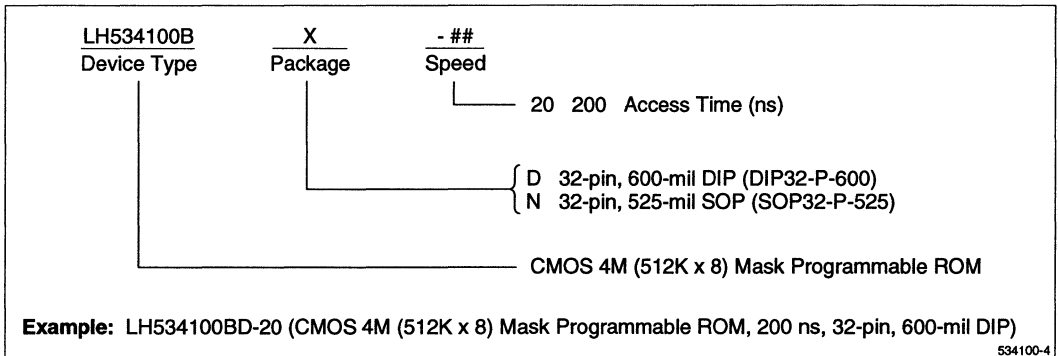 LH534100B X - ##
Device Type Package Speed
20 200 Access Time (ns)
D 32-pin, 600-mil DIP (DIP32-P-600)
N 32-pin, 525-mil SOP (SOP32-P-525)
CMOS 4M (512K x 8) Mask Programmable ROM
Example: LH534100BD-20 (CMOS 4M (512K x 8) Mask Programmable ROM, 200 ns, 32-pin, 600-mil DIP)
534100-4